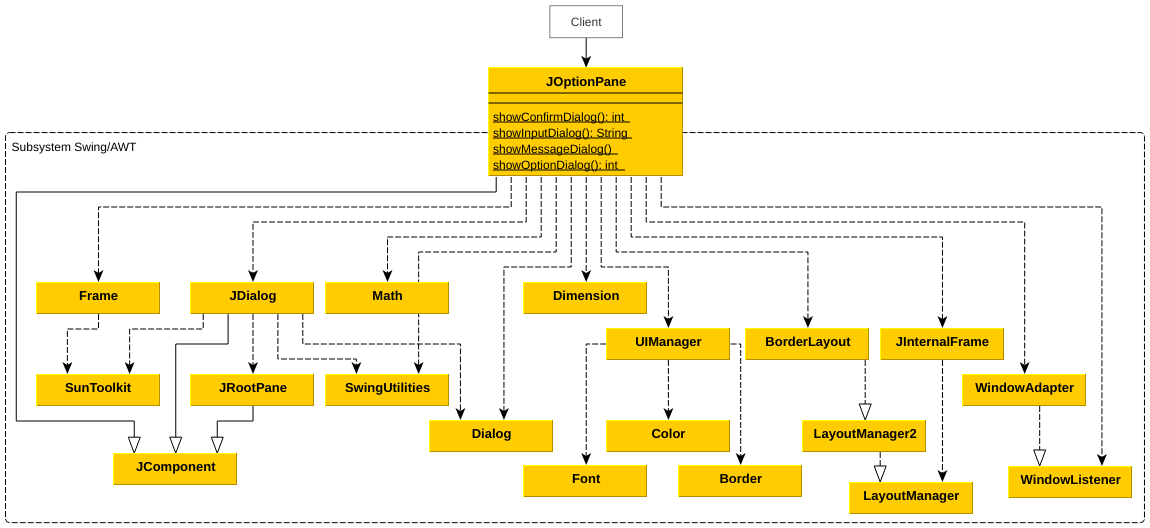 Client
JOptionPane
showConfirmDialog(): int
showInputDialog(): String
showMessageDialog()
showOptionDialog(): int
Subsystem Swing/AWT
Frame
JDialog
Math
Dimension
UIManager
BorderLayout
JInternalFrame
SunToolkit
JRootPane
SwingUtilities
WindowAdapter
Dialog
Color
LayoutManager2
JComponent
Font
Border
LayoutManager
WindowListener